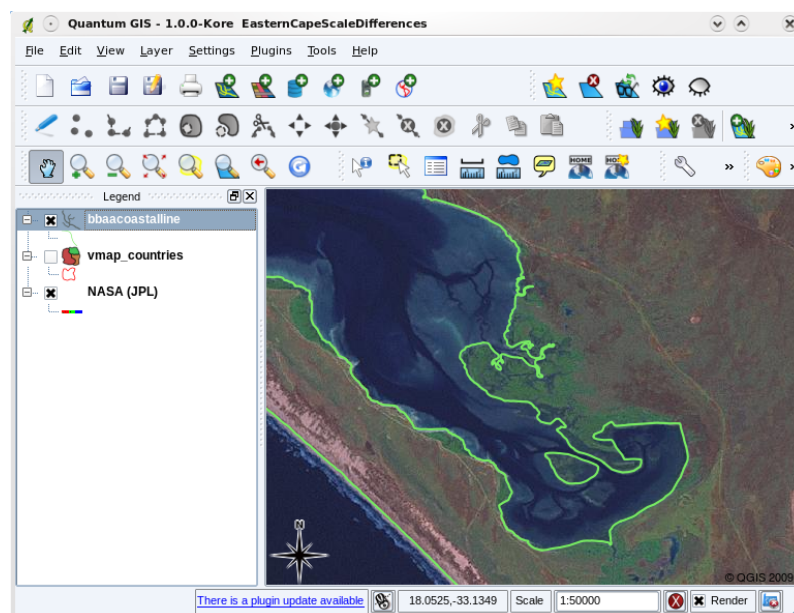 Quantum GIS - 1.0.0-Kore EasternCapeScaleDifferences
File Edit View Layer Settings Plugins Tools Help
HOME
Legend
bbaacoastalline
vmap_countries
NASA (JPL)
N
© QGIS 2009
There is a plugin update available 18.0525,-33.1349 Scale 1:50000 Render